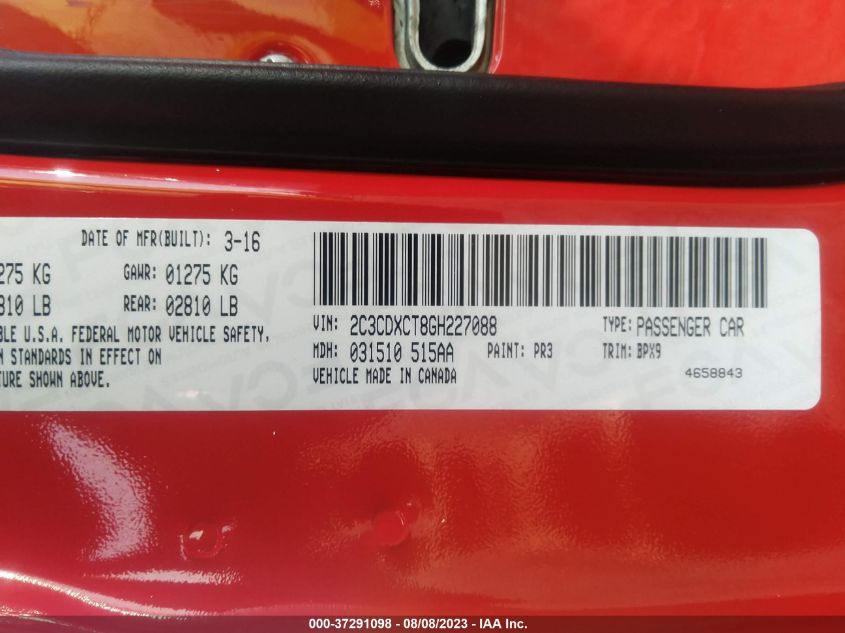 DATE OF MFR(BUILT): 3-16
275 KG GAWR: 01275 KG
810 LB REAR: 02810 LB
BLE U.S.A. FEDERAL MOTOR VEHICLE SAFETY,
N STANDARDS IN EFFECT ON
TURE SHOWN ABOVE.
VIN: 2C3CDXCT8GH227088 TYPE: PASSENGER CAR
MDH: 031510 515AA PAINT: PR3 TRIM: BPX9
VEHICLE MADE IN CANADA 4658843
000-37291098 - 08/08/2023 - IAA Inc.